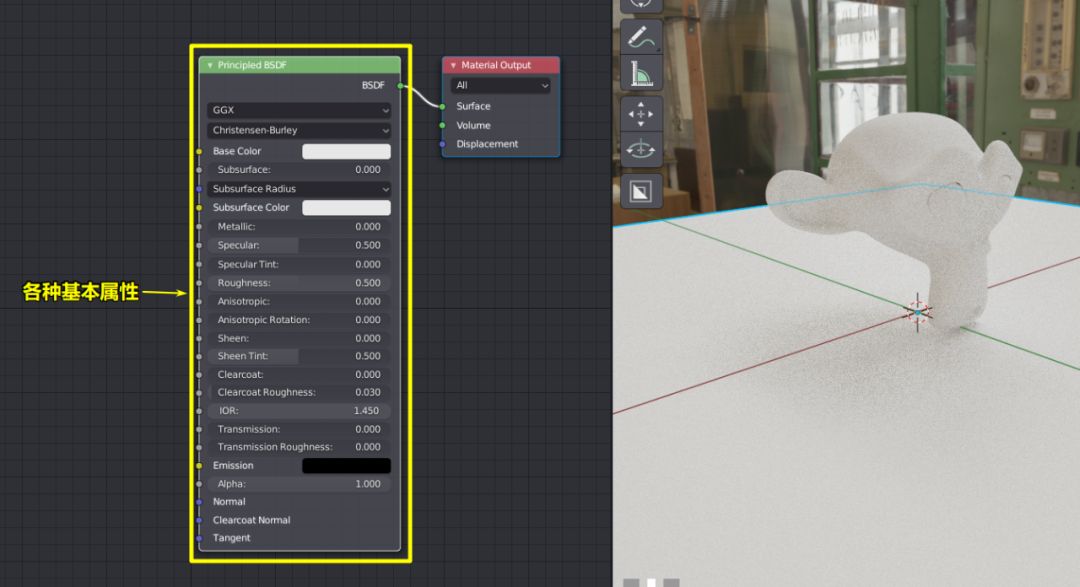 各种基本属性
Principled BSDF
BSDF
GGX
Christensen-Burley
Base Color
Subsurface: 0.000
Subsurface Radius
Subsurface Color
Metallic: 0.000
Specular: 0.500
Specular Tint: 0.000
Roughness: 0.500
Anisotropic: 0.000
Anisotropic Rotation: 0.000
Sheen: 0.000
Sheen Tint: 0.500
Clearcoat: 0.000
Clearcoat Roughness: 0.030
IOR: 1.450
Transmission: 0.000
Transmission Roughness: 0.000
Emission
Alpha: 1.000
Normal
Clearcoat Normal
Tangent
Material Output
All
Surface
Volume
Displacement